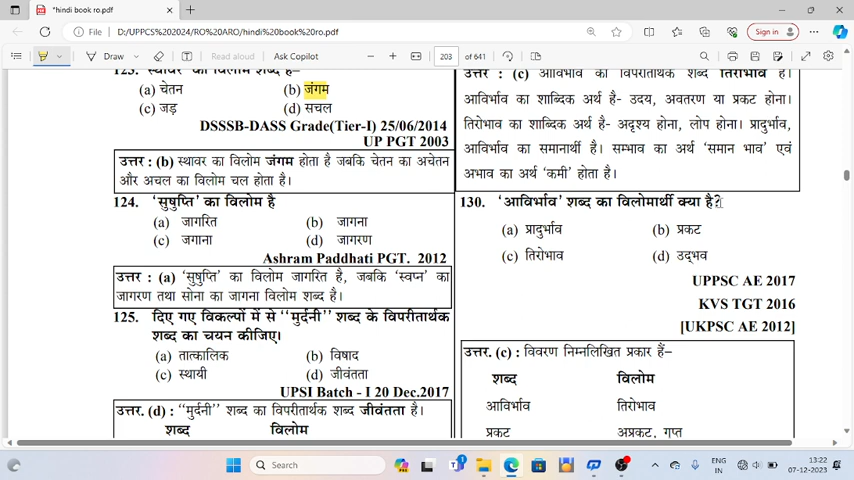 *hindi book ro.pdf
File
D:/UPPCS%202024/RO%20ARO/hindi%20book%20ro.pdf
Sign in
Draw
Read aloud
Ask Copilot
203
of 641
123. स्थावर का विलोम शब्द है–
(a) चेतन
(b) जंगम
(c) जड़
(d) सचल
DSSSB-DASS Grade(Tier-I) 25/06/2014
UP PGT 2003
उत्तर : (b) स्थावर का विलोम जंगम होता है जबकि चेतन का अचेतन
और अचल का विलोम चल होता है।
124. ‘सुषुप्ति’ का विलोम है
(a) जागरित
(b) जागना
(c) जगाना
(d) जागरण
Ashram Paddhati PGT. 2012
उत्तर : (a) ‘सुषुप्ति’ का विलोम जागरित है, जबकि ‘स्वप्न’ का
जागरण तथा सोना का जागना विलोम शब्द है।
125. दिए गए विकल्पों में से ‘‘मुर्दनी’’ शब्द के विपरीतार्थक
शब्द का चयन कीजिए।
(a) तात्कालिक
(b) विषाद
(c) स्थायी
(d) जीवंतता
UPSI Batch - I 20 Dec.2017
उत्तर. (d) : ‘‘मुर्दनी’’ शब्द का विपरीतार्थक शब्द जीवंतता है।
शब्द
विलोम
उत्तर : (c) आविर्भाव का विपरीतार्थक शब्द तिरोभाव है।
आविर्भाव का शाब्दिक अर्थ है- उदय, अवतरण या प्रकट होना।
तिरोभाव का शाब्दिक अर्थ है- अदृश्य होना, लोप होना। प्रादुर्भाव,
आविर्भाव का समानार्थी है। सम्भाव का अर्थ ‘समान भाव’ एवं
अभाव का अर्थ ‘कमी’ होता है।
130. ‘आविर्भाव’ शब्द का विलोमार्थी क्या है?
(a) प्रादुर्भाव
(b) प्रकट
(c) तिरोभाव
(d) उद्भव
UPPSC AE 2017
KVS TGT 2016
[UKPSC AE 2012]
उत्तर. (c) : विवरण निम्नलिखित प्रकार हैं–
शब्द
विलोम
आविर्भाव
तिरोभाव
प्रकट
अप्रकट, गुप्त
Search
ENG
IN
13:22
07-12-2023